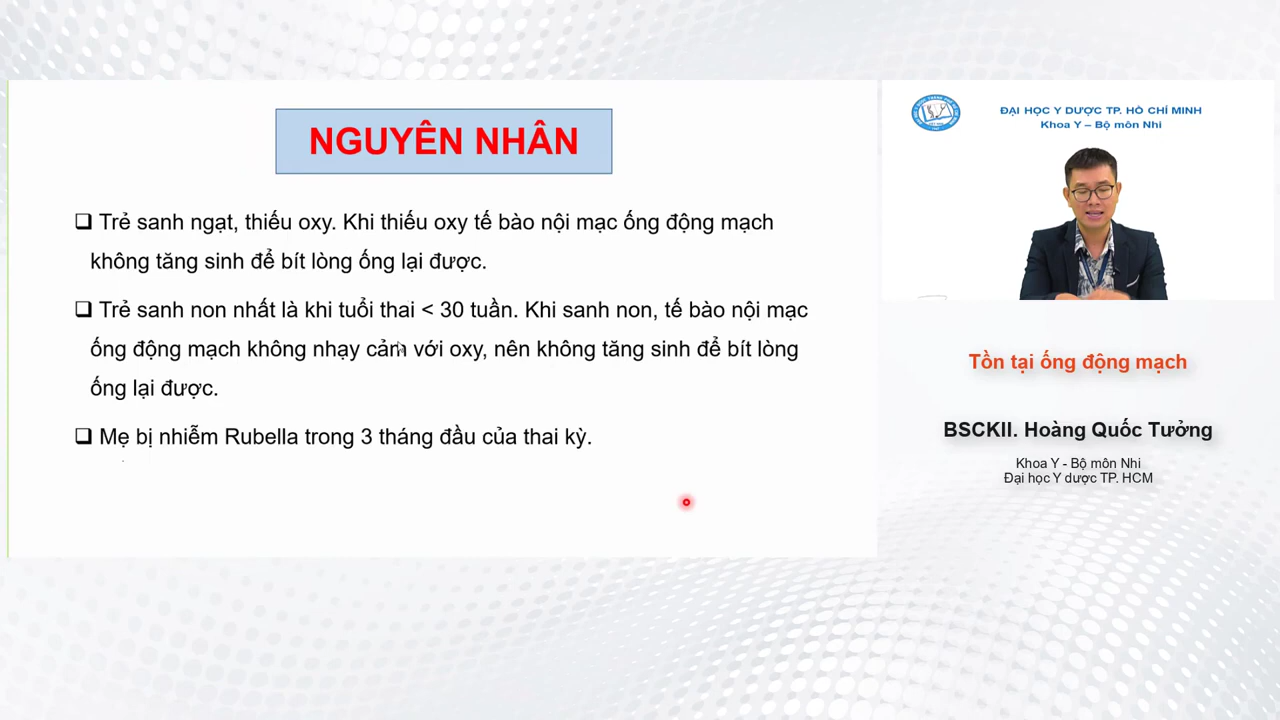 NGUYÊN NHÂN
❑ Trẻ sanh ngạt, thiếu oxy. Khi thiếu oxy tế bào nội mạc ống động mạch
không tăng sinh để bít lòng ống lại được.
❑ Trẻ sanh non nhất là khi tuổi thai < 30 tuần. Khi sanh non, tế bào nội mạc
ống động mạch không nhạy cảm với oxy, nên không tăng sinh để bít lòng
ống lại được.
❑ Mẹ bị nhiễm Rubella trong 3 tháng đầu của thai kỳ.
ĐẠI HỌC Y DƯỢC TP. HỒ CHÍ MINH
Khoa Y – Bộ môn Nhi
Tồn tại ống động mạch
BSCKII. Hoàng Quốc Tưởng
Khoa Y - Bộ môn Nhi
Đại học Y dược TP. HCM